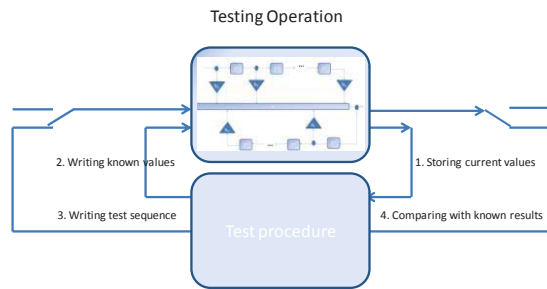 Testing Operation
...
2. Writing known values
1. Storing current values
...
3. Writing test sequence
Test procedure
4. Comparing with known results